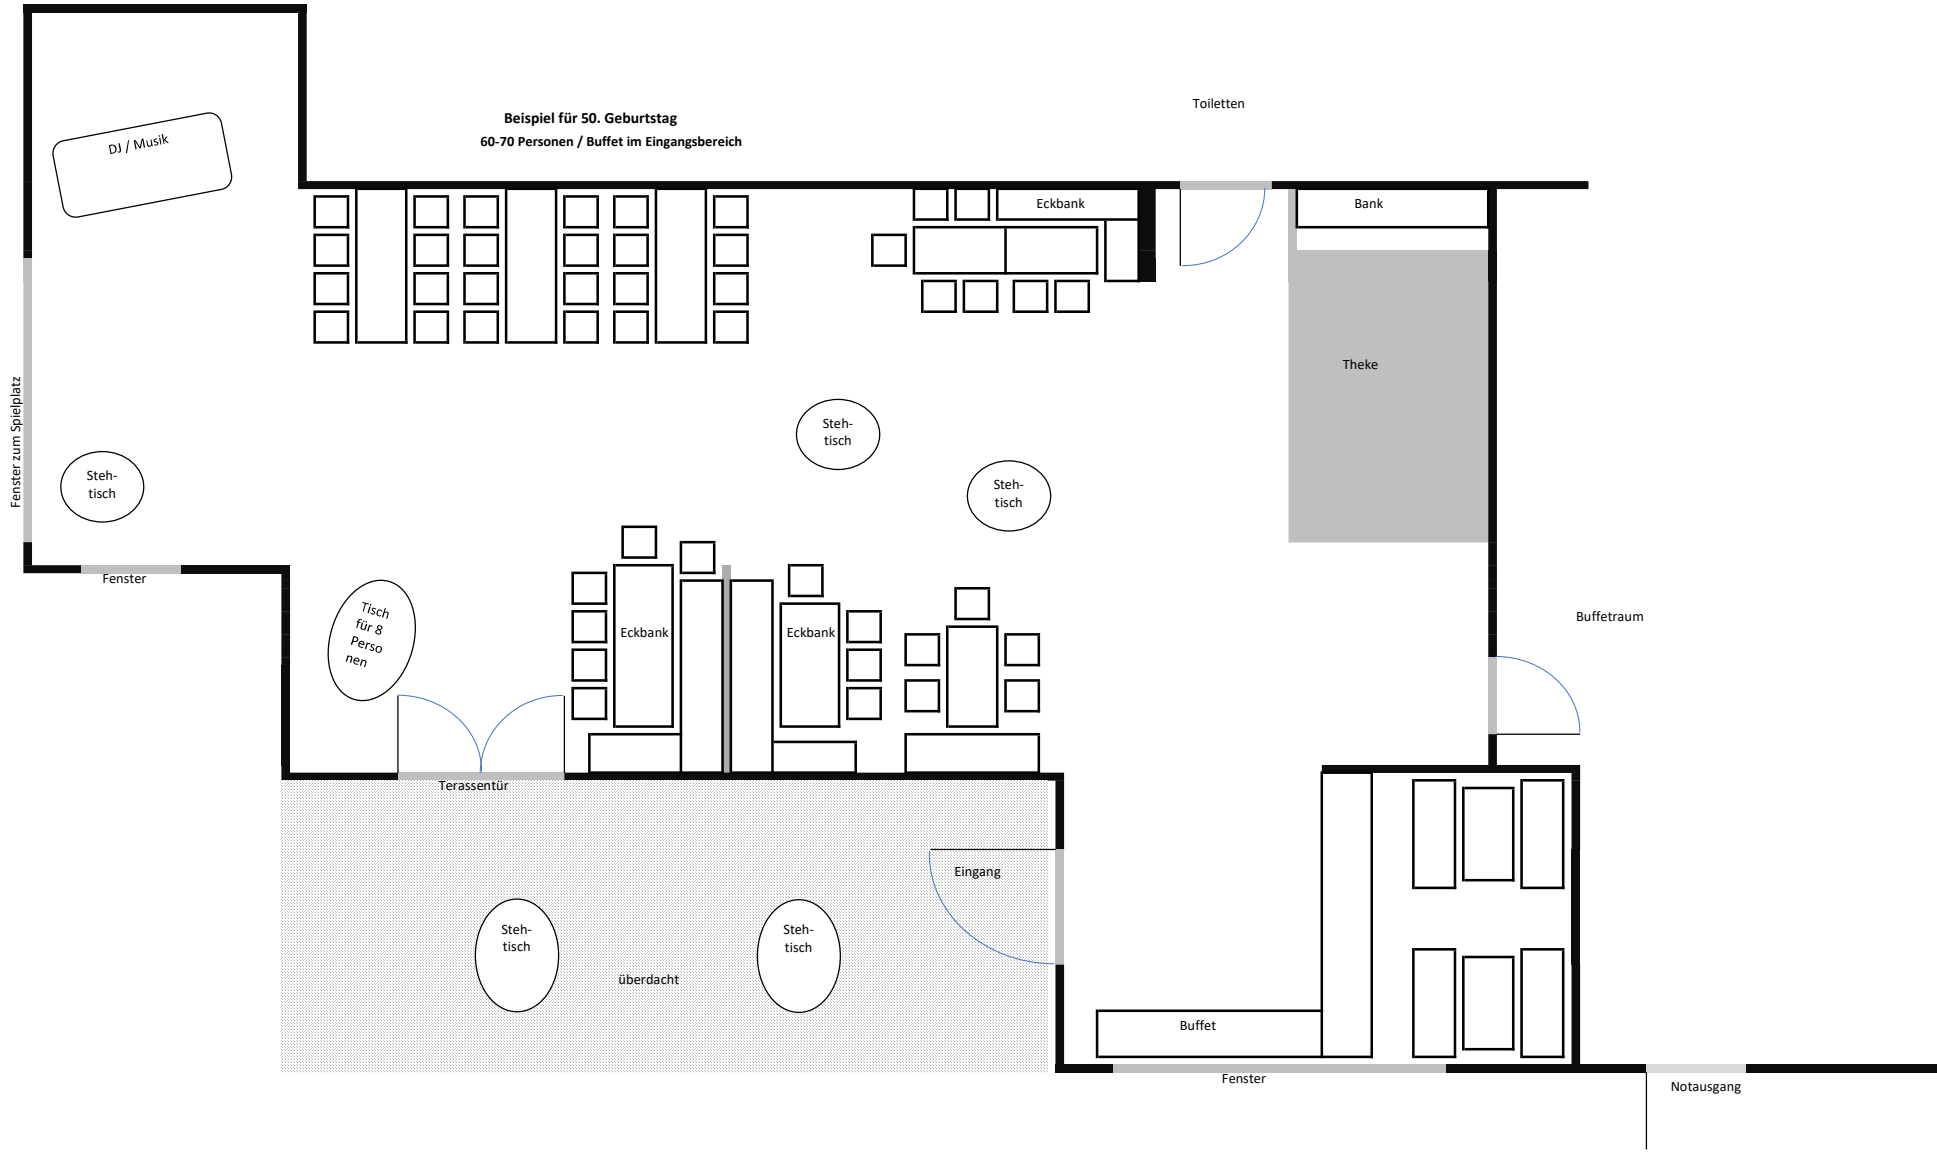 Toiletten
Beispiel für 50. Geburtstag
60-70 Personen / Buffet im Eingangsbereich
DJ / Musik
Eckbank
Bank
Theke
Fenster zum Spielplatz
Steh-
tisch
Steh-
tisch
Steh-
tisch
Fenster
Tisch
für 8
Perso
nen
Eckbank
Eckbank
Buffetraum
Terassentür
Eingang
Steh-
tisch
Steh-
tisch
überdacht
Buffet
Fenster
Notausgang